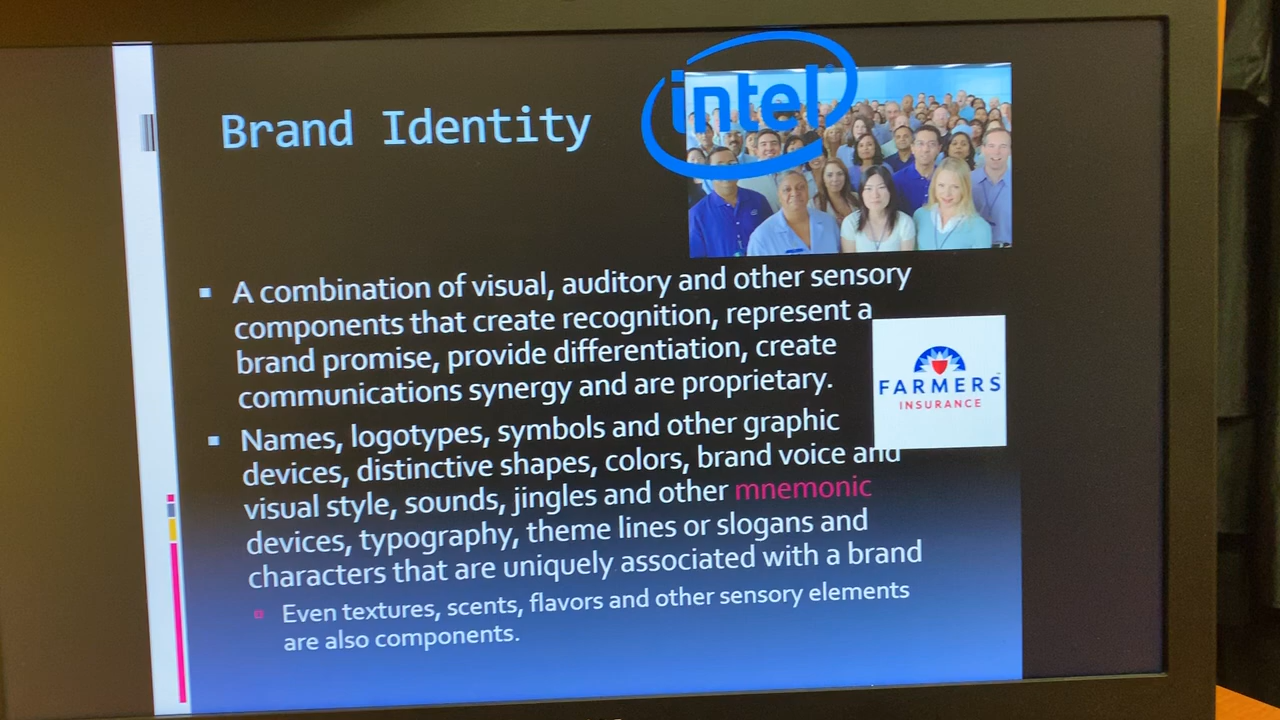 Brand Identity
intel
A combination of visual, auditory and other sensory
components that create recognition, represent a
brand promise, provide differentiation, create
communications synergy and are proprietary.
FARMERS
INSURANCE
Names, logotypes, symbols and other graphic
devices, distinctive shapes, colors, brand voice and
visual style, sounds, jingles and other mnemonic
devices, typography, theme lines or slogans and
characters that are uniquely associated with a brand
Even textures, scents, flavors and other sensory elements
are also components.